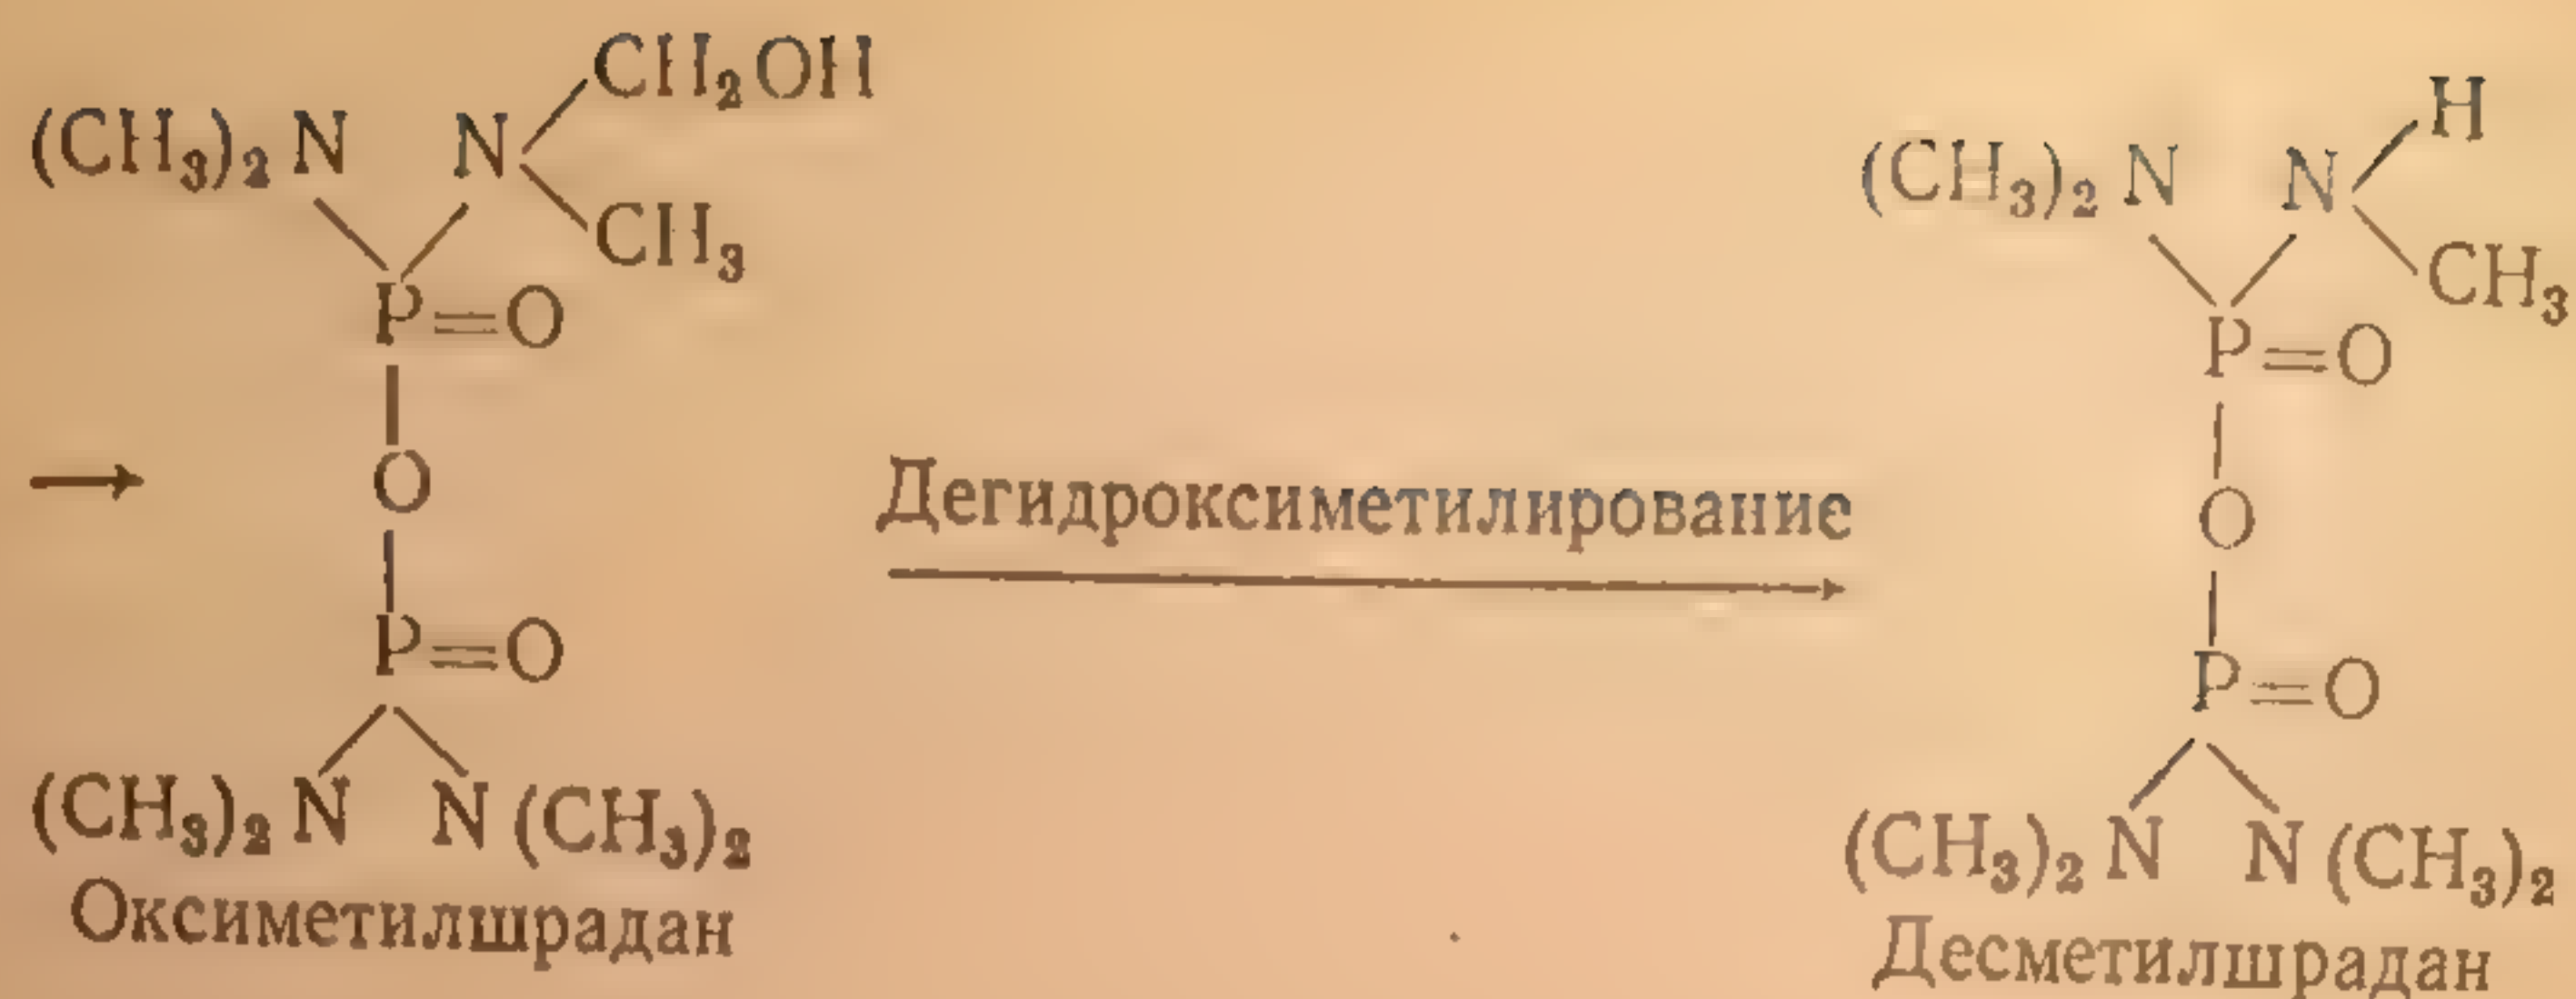 CH₂OH
(CH₃)₂N N
CH₃
P=O
→ O
P=O
(CH₃)₂N N(CH₃)₂
Оксиметилшрадан
Дегидроксиметилирование
H
(CH₃)₂N N
CH₃
P=O
O
P=O
(CH₃)₂N N(CH₃)₂
Десметилшрадан